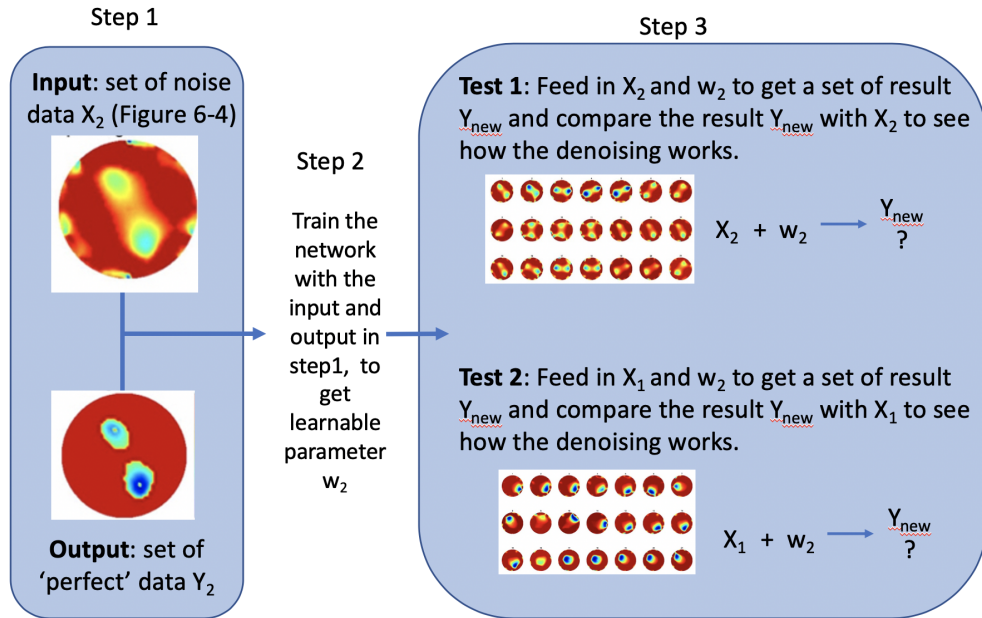 Step 1
Input: set of noise
data X₂ (Figure 6-4)
Output: set of
‘perfect’ data Y₂
Step 2
Train the
network
with the
input and
output in
step1, to
get
learnable
parameter
w₂
Step 3
Test 1: Feed in X₂ and w₂ to get a set of result
Ynew and compare the result Ynew with X₂ to see
how the denoising works.
X₂ + w₂
Ynew
?
Test 2: Feed in X₁ and w₂ to get a set of result
Ynew and compare the result Ynew with X₁ to see
how the denoising works.
X₁ + w₂
Ynew
?